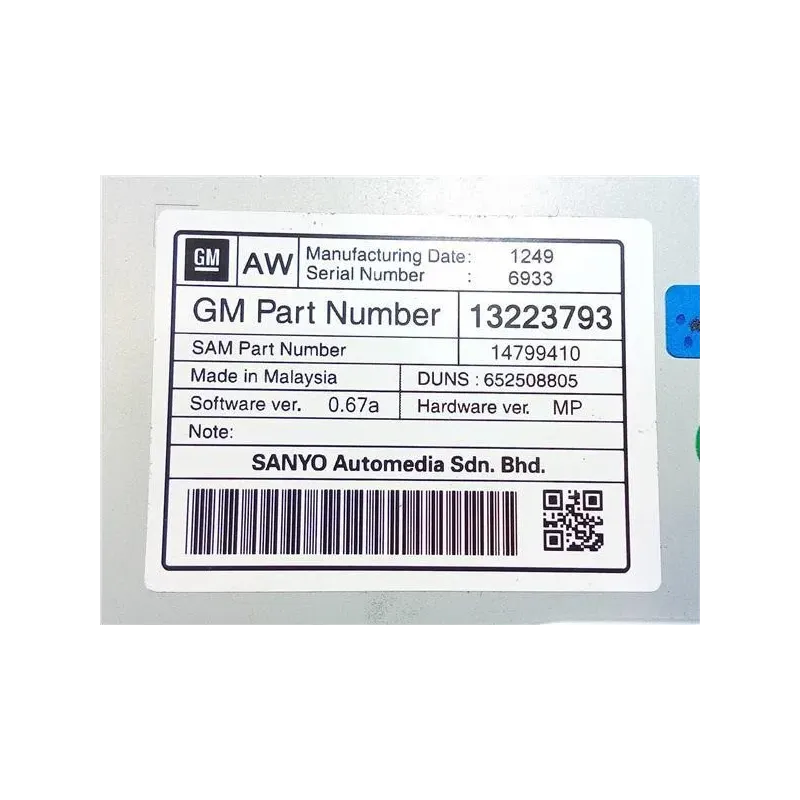 GM AW Manufacturing Date: 1249
Serial Number : 6933
GM Part Number 13223793
SAM Part Number 14799410
Made in Malaysia DUNS : 652508805
Software ver. 0.67a Hardware ver. MP
Note:
SANYO Automedia Sdn. Bhd.